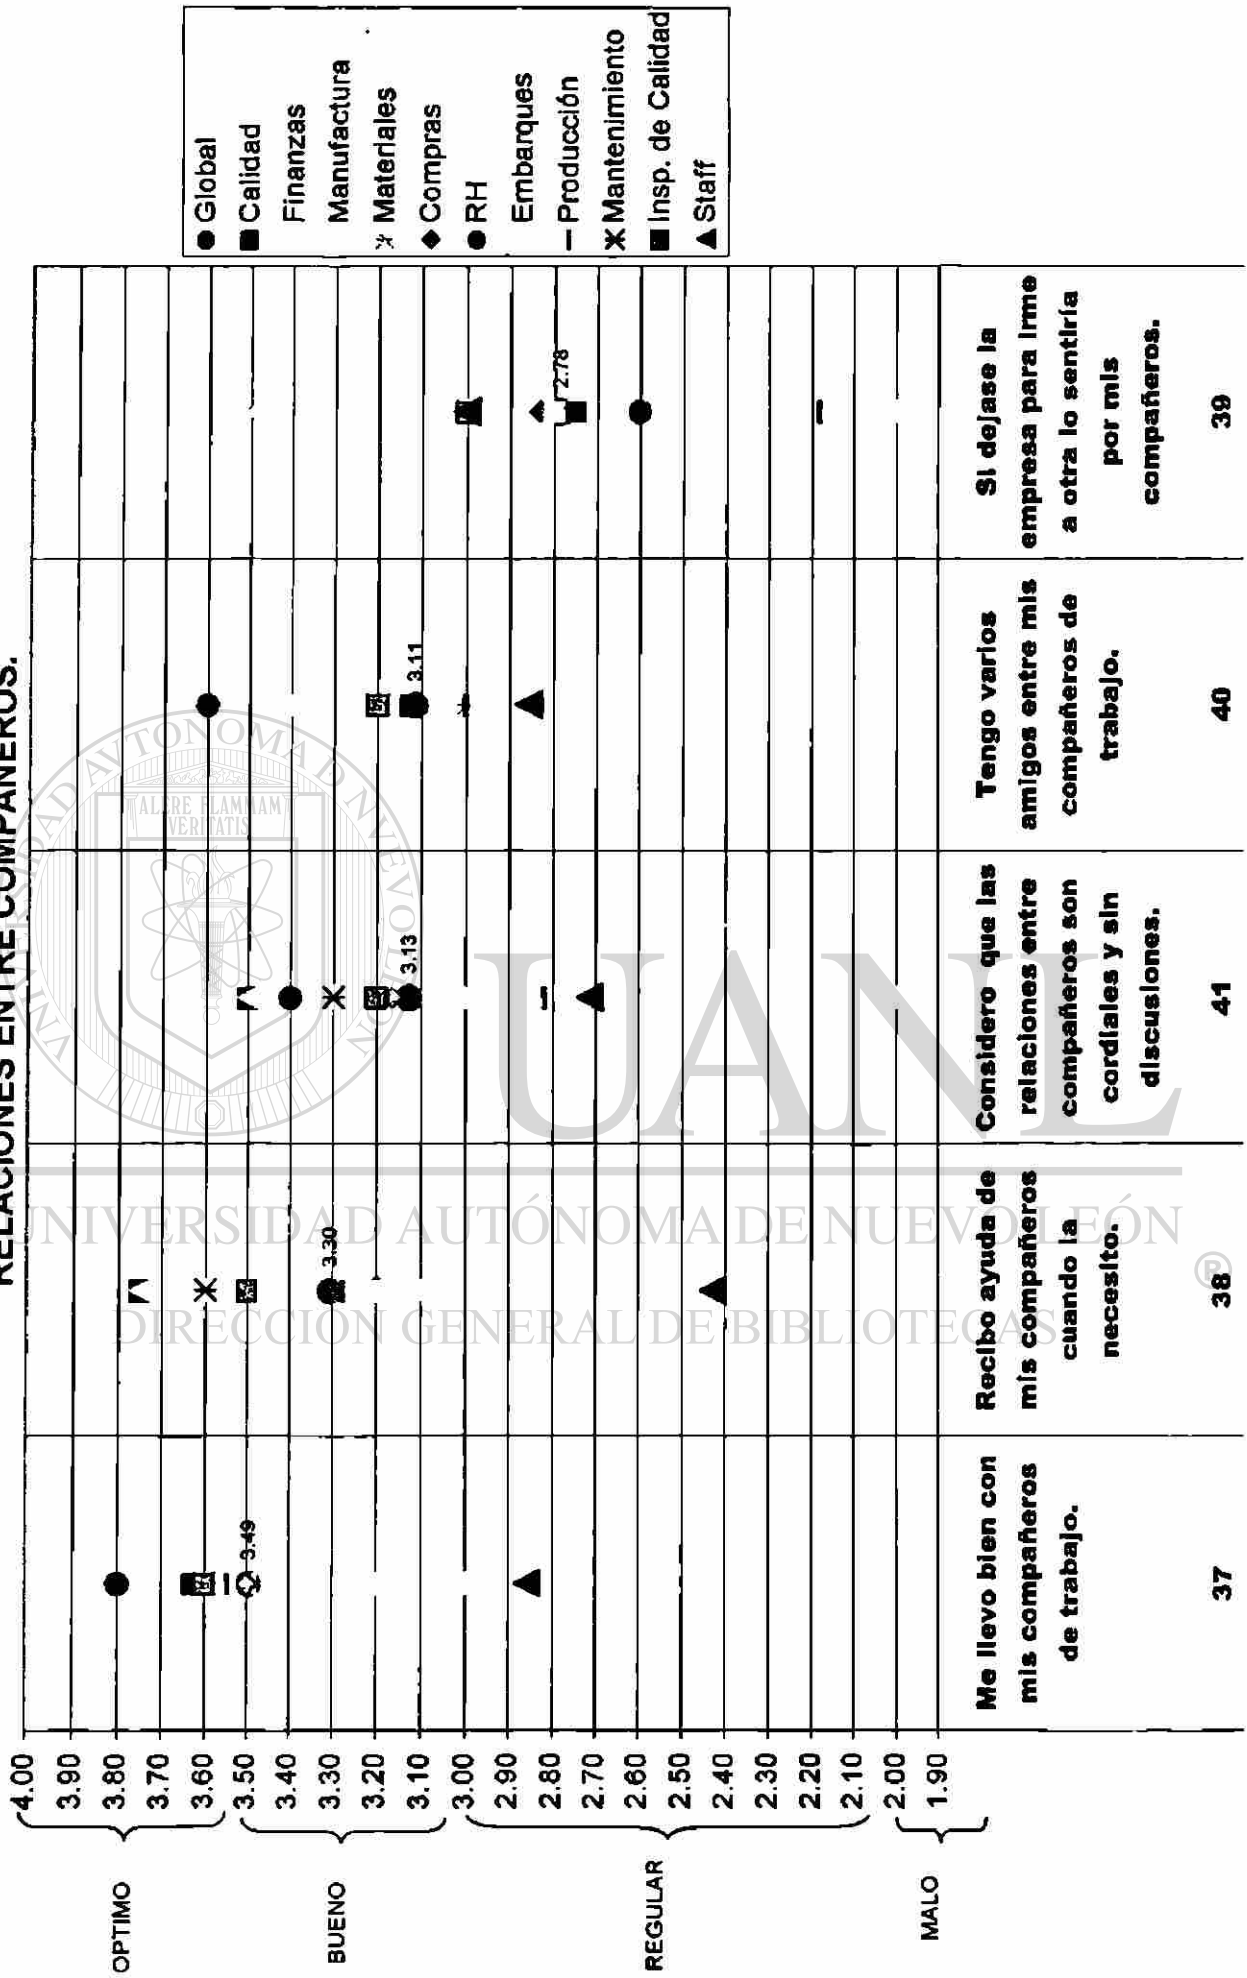 RELACIONES ENTRE COMPAÑEROS.
4.00
3.90
3.80
3.70
3.60
3.50
3.40
3.30
3.20
3.10
3.00
2.90
2.80
2.70
2.60
2.50
2.40
2.30
2.20
2.10
2.00
1.90
OPTIMO
BUENO
REGULAR
MALO
3.49
3.30
3.13
3.11
2.78
Me llevo bien con
mis compañeros
de trabajo.
37
Recibo ayuda de
mis compañeros
cuando la
necesito.
38
Considero que las
relaciones entre
compañeros son
cordiales y sin
discusiones.
41
Tengo varios
amigos entre mis
compañeros de
trabajo.
40
Si dejase la
empresa para irme
a otra lo sentiría
por mis
compañeros.
39
Global
Calidad
Finanzas
Manufactura
Materiales
Compras
RH
Embarques
Producción
Mantenimiento
Insp. de Calidad
Staff
ALERE FLAMMAM
VERITATIS
UANL
UNIVERSIDAD AUTÓNOMA DE NUEVO LEÓN
®
DIRECCIÓN GENERAL DE BIBLIOTECAS